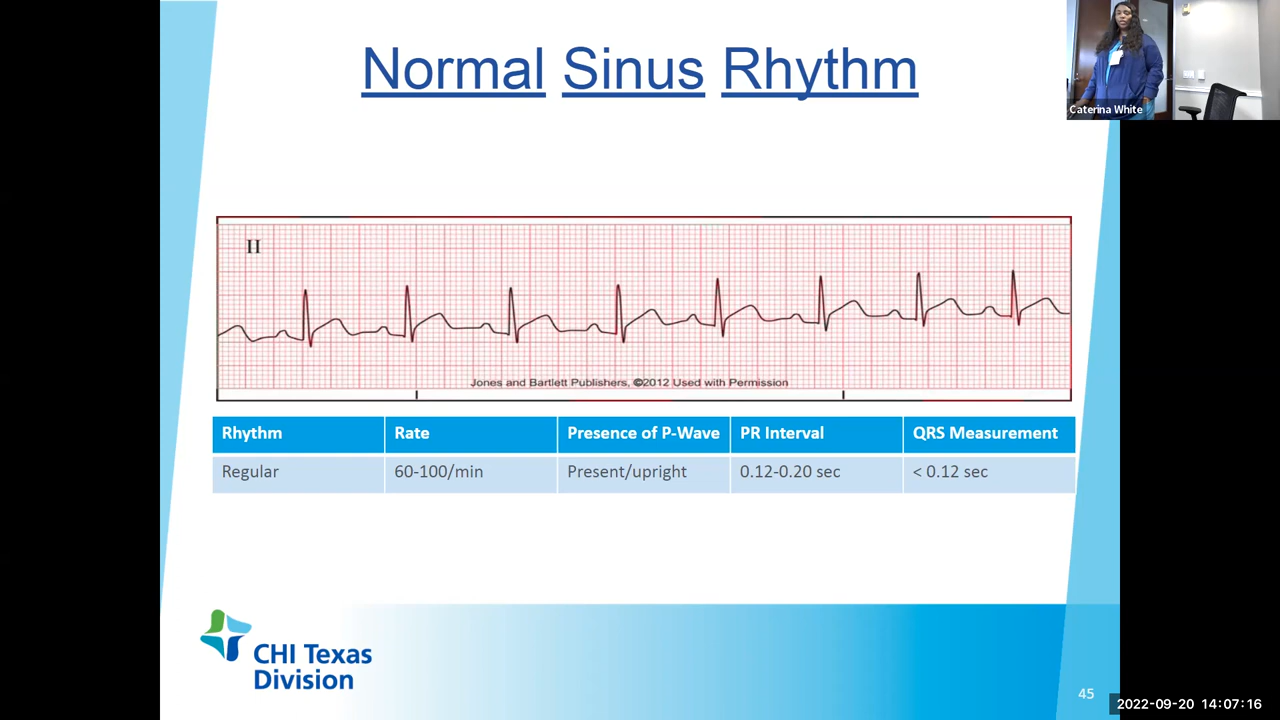 Normal Sinus Rhythm
Caterina White
II
Jones and Bartlett Publishers, ©2012 Used with Permission
Rhythm Rate Presence of P-Wave PR Interval QRS Measurement
Regular 60-100/min Present/upright 0.12-0.20 sec < 0.12 sec
CHI Texas
Division
45
2022-09-20 14:07:16